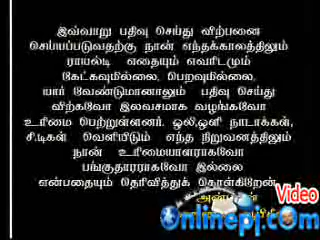 இவ்வாறு பதிவு செய்து விற்பனை
செய்யப்படுவதற்கு நான் எந்தக்காலத்திலும்
ராயல்டி எதையும் எவரிடமும்
கேட்கவுமில்லை, பெறவுமில்லை,
யார் வேண்டுமானாலும் பதிவு செய்து
விற்கவோ இலவசமாக வழங்கவோ
உரிமை பெற்றுள்ளனர். ஒலி,ஒளி நாடாக்கள்,
சி.டிகள் வெளியிடும் எந்த நிறுவனத்திலும்
நான் உரிமையாளராகவோ
பங்குதாரராகவோ இல்லை
என்பதையும் தெரிவித்துக் கொள்கிறேன்.
Video
Onlinepj.com